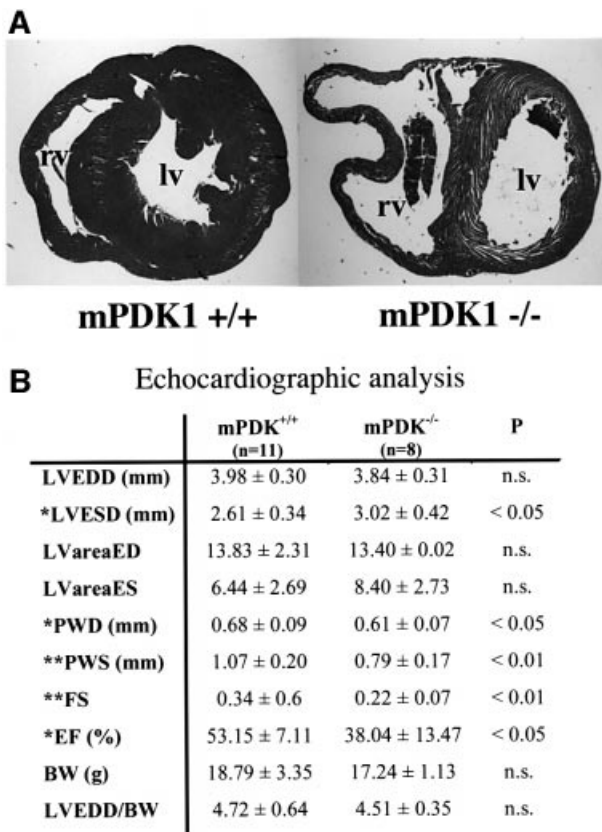 A
rv
lv
rv
lv
mPDK1 +/+ mPDK1 -/-
B Echocardiographic analysis
mPDK+/+ mPDK-/- P
(n=11) (n=8)
LVEDD (mm) 3.98 ± 0.30 3.84 ± 0.31 n.s.
*LVESD (mm) 2.61 ± 0.34 3.02 ± 0.42 < 0.05
LVareaED 13.83 ± 2.31 13.40 ± 0.02 n.s.
LVareaES 6.44 ± 2.69 8.40 ± 2.73 n.s.
*PWD (mm) 0.68 ± 0.09 0.61 ± 0.07 < 0.05
**PWS (mm) 1.07 ± 0.20 0.79 ± 0.17 < 0.01
**FS 0.34 ± 0.6 0.22 ± 0.07 < 0.01
*EF (%) 53.15 ± 7.11 38.04 ± 13.47 < 0.05
BW (g) 18.79 ± 3.35 17.24 ± 1.13 n.s.
LVEDD/BW 4.72 ± 0.64 4.51 ± 0.35 n.s.